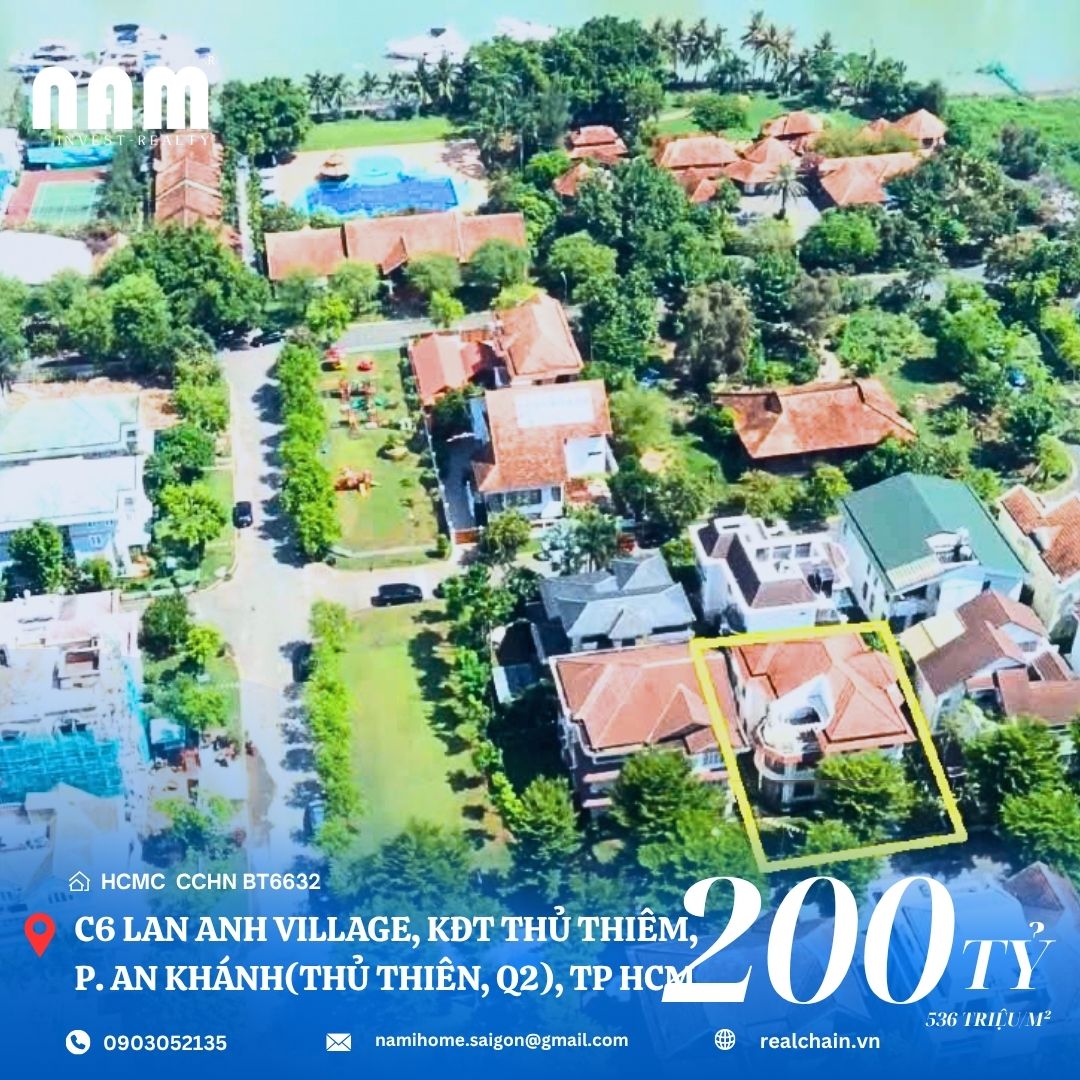 NAM®
INVEST-REALTY
HCMC CCHN BT6632
C6 LAN ANH VILLAGE, KĐT THỦ THIÊM,
P. AN KHÁNH(THỦ THIÊN, Q2), TP HCM
200 TỶ
536 TRIỆU/M²
0903052135
namihome.saigon@gmail.com
realchain.vn